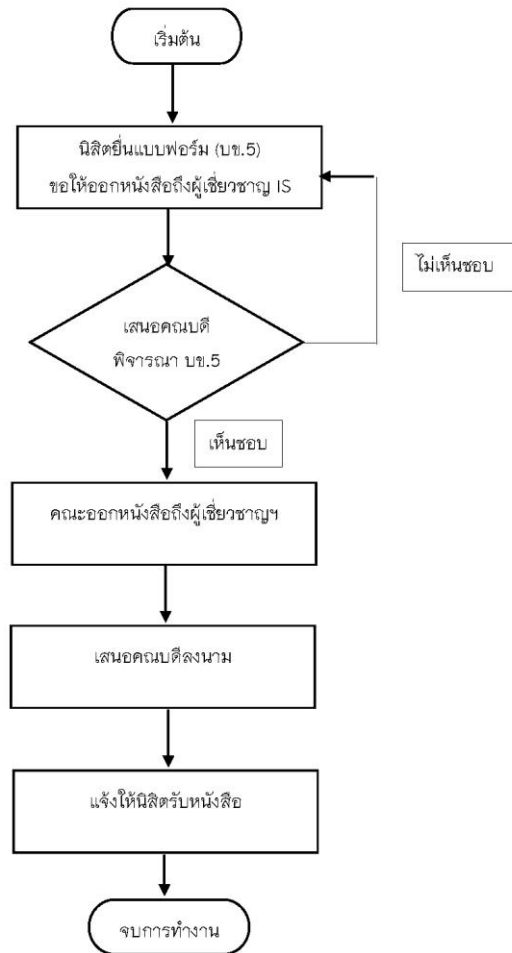 เริ่มต้น
นิสิตยื่นแบบฟอร์ม (บข.5)
ขอให้ออกหนังสือถึงผู้เชี่ยวชาญ IS
ไม่เห็นชอบ
เสนอคณบดี
พิจารณา บข.5
เห็นชอบ
คณะออกหนังสือถึงผู้เชี่ยวชาญฯ
เสนอคณบดีลงนาม
แจ้งให้นิสิตรับหนังสือ
จบการทำงาน